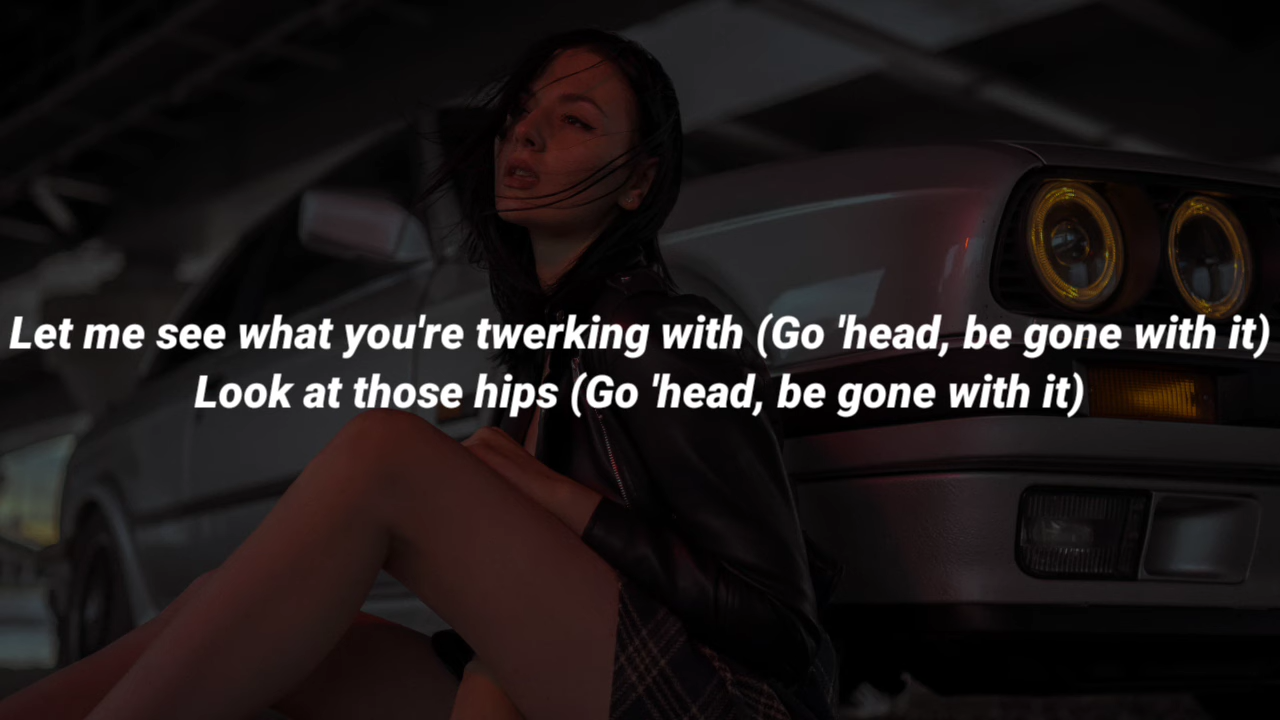 Let me see what you're twerking with (Go 'head, be gone with it)
Look at those hips (Go 'head, be gone with it)